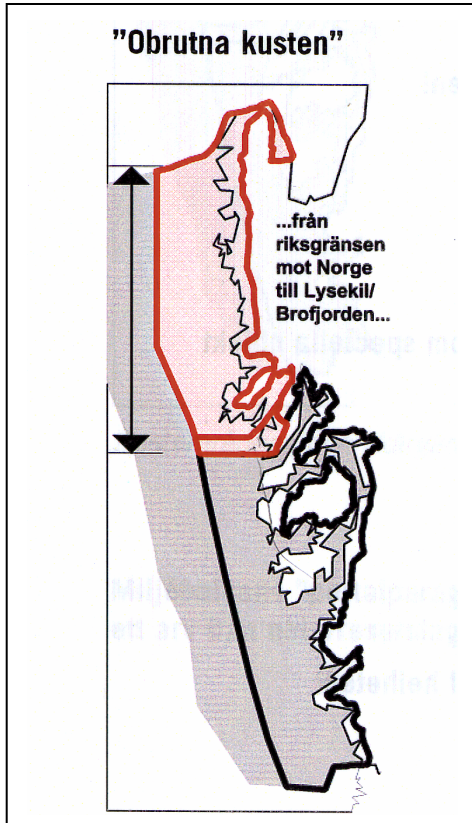 "Obrutna kusten"
...från
riksgränsen
mot Norge
till Lysekil/
Brofjorden...